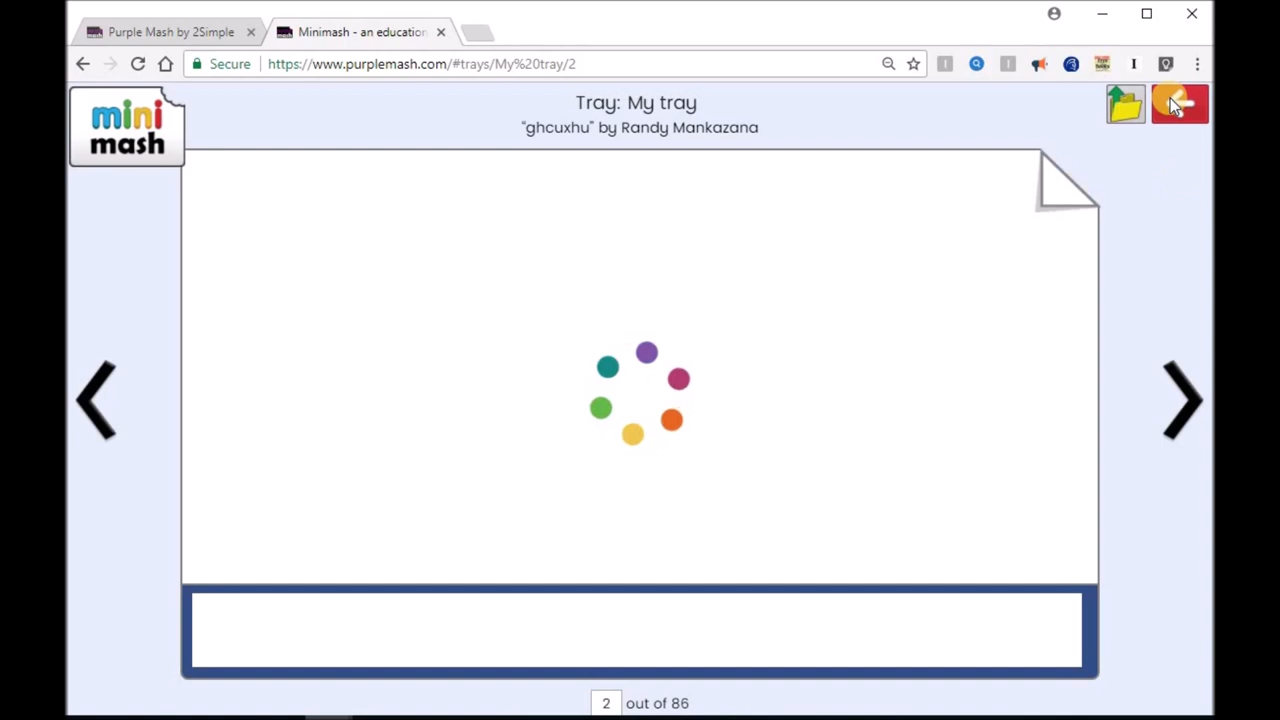 Purple Mash by 2Simple
Minimash - an education
Secure
https://www.purplemash.com/#trays/My%20tray/2
mini
mash
Tray: My tray
“ghcuxhu” by Randy Mankazana
2 out of 86